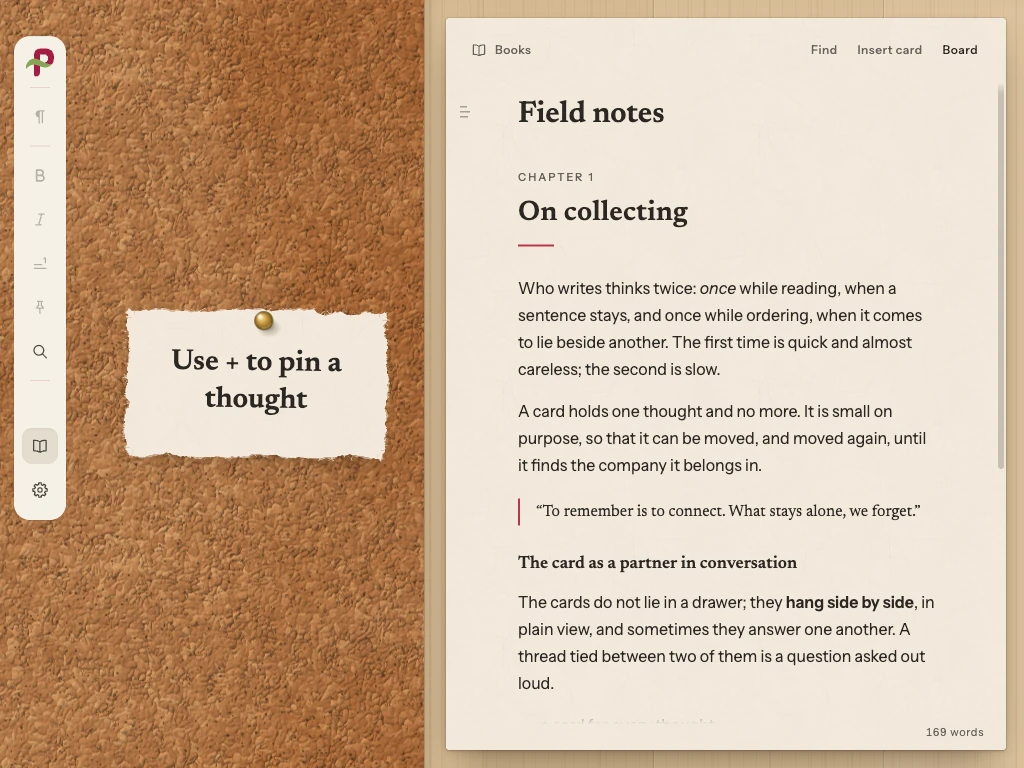 Books
Find
Insert card
Board
Field notes
CHAPTER 1
On collecting
Who writes thinks twice: once while reading, when a
sentence stays, and once while ordering, when it comes
to lie beside another. The first time is quick and almost
careless; the second is slow.
A card holds one thought and no more. It is small on
purpose, so that it can be moved, and moved again, until
it finds the company it belongs in.
“To remember is to connect. What stays alone, we forget.”
The card as a partner in conversation
The cards do not lie in a drawer; they hang side by side, in
plain view, and sometimes they answer one another. A
thread tied between two of them is a question asked out
loud.
169 words
Use + to pin a
thought
¶
B
I